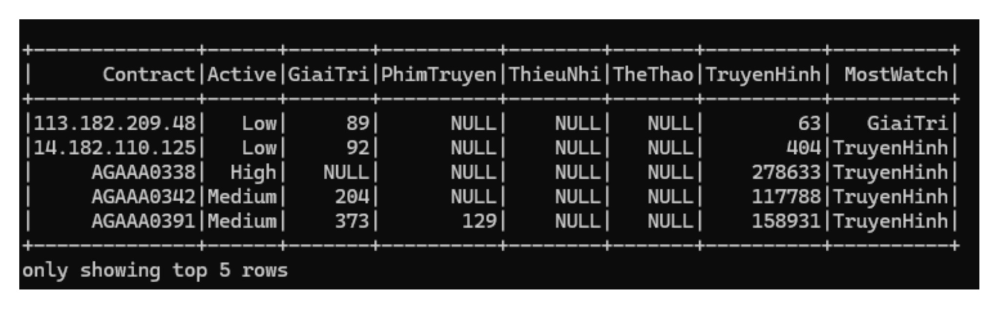 +--------------+------+-------+----------+--------+-------+----------+----------+
|      Contract|Active|GiaiTri|PhimTruyen|ThieuNhi|TheThao|TruyenHinh| MostWatch|
+--------------+------+-------+----------+--------+-------+----------+----------+
|113.182.209.48|   Low|     89|      NULL|    NULL|   NULL|        63|   GiaiTri|
|14.182.110.125|   Low|     92|      NULL|    NULL|   NULL|       404|TruyenHinh|
|    AGAAA0338|  High|   NULL|      NULL|    NULL|   NULL|    278633|TruyenHinh|
|    AGAAA0342|Medium|    204|      NULL|    NULL|   NULL|    117788|TruyenHinh|
|    AGAAA0391|Medium|    373|       129|    NULL|   NULL|    158931|TruyenHinh|
+--------------+------+-------+----------+--------+-------+----------+----------+
only showing top 5 rows